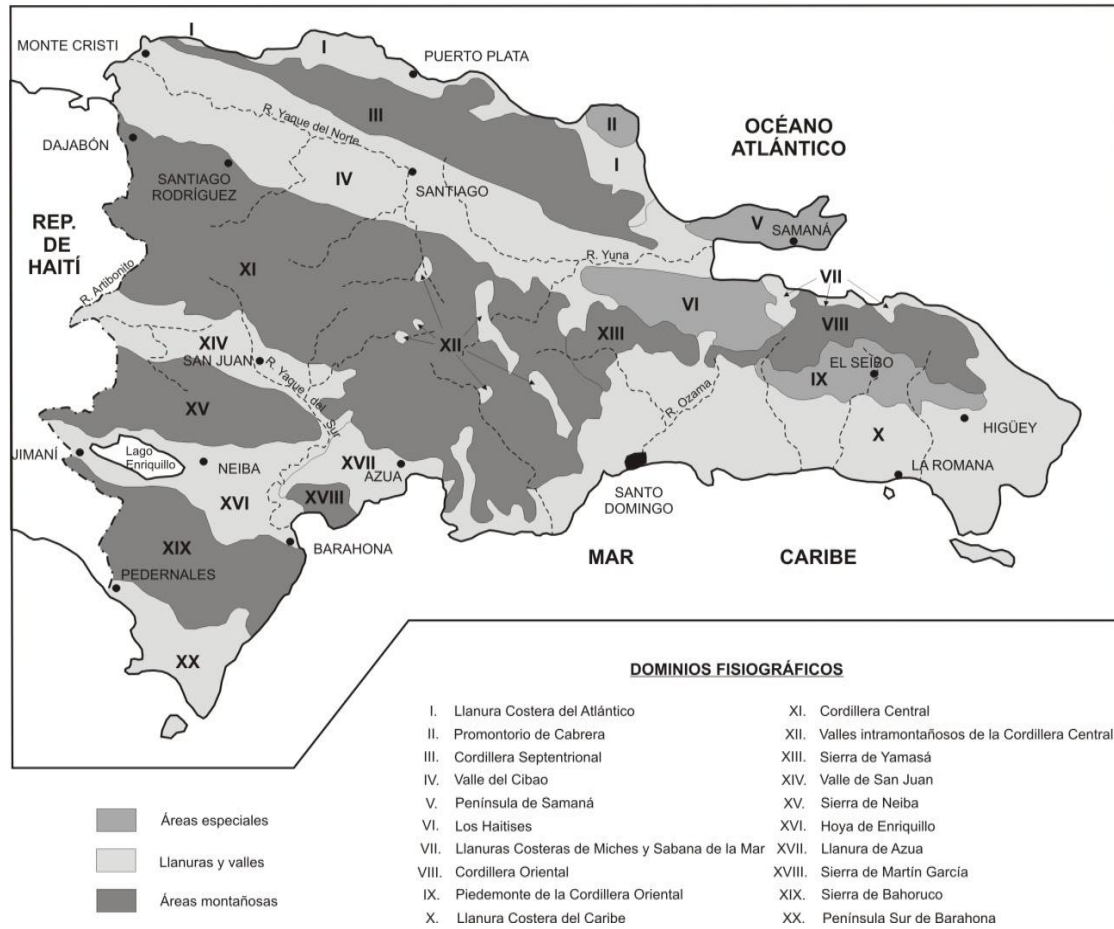 I
I
MONTE CRISTI
PUERTO PLATA
R. Yaque del Norte
III
II
OCÉANO
ATLÁNTICO
DAJABÓN
I
SANTIAGO
RODRÍGUEZ
IV
SANTIAGO
REP.
DE
HAITÍ
V
SAMANÁ
R. Yuna
XI
VII
R. Artibonito
VI
XIII
VIII
XII
XIV
SAN JUAN
EL SEIBO
R. Yaque del Sur
IX
R. Ozama
XV
HIGÜEY
X
JIMANÍ
Lago
Enriquillo
NEIBA
XVII
AZUA
LA ROMANA
XVI
XVIII
SANTO
DOMINGO
XIX
BARAHONA
MAR
CARIBE
PEDERNALES
XX
DOMINIOS FISIOGRÁFICOS
I. Llanura Costera del Atlántico
II. Promontorio de Cabrera
III. Cordillera Septentrional
IV. Valle del Cibao
V. Península de Samaná
VI. Los Haitises
VII. Llanuras Costeras de Miches y Sabana de la Mar
VIII. Cordillera Oriental
IX. Piedemonte de la Cordillera Oriental
X. Llanura Costera del Caribe
XI. Cordillera Central
XII. Valles intramontañosos de la Cordillera Central
XIII. Sierra de Yamasá
XIV. Valle de San Juan
XV. Sierra de Neiba
XVI. Hoya de Enriquillo
XVII. Llanura de Azua
XVIII. Sierra de Martín García
XIX. Sierra de Bahoruco
XX. Península Sur de Barahona
Áreas especiales
Llanuras y valles
Áreas montañosas